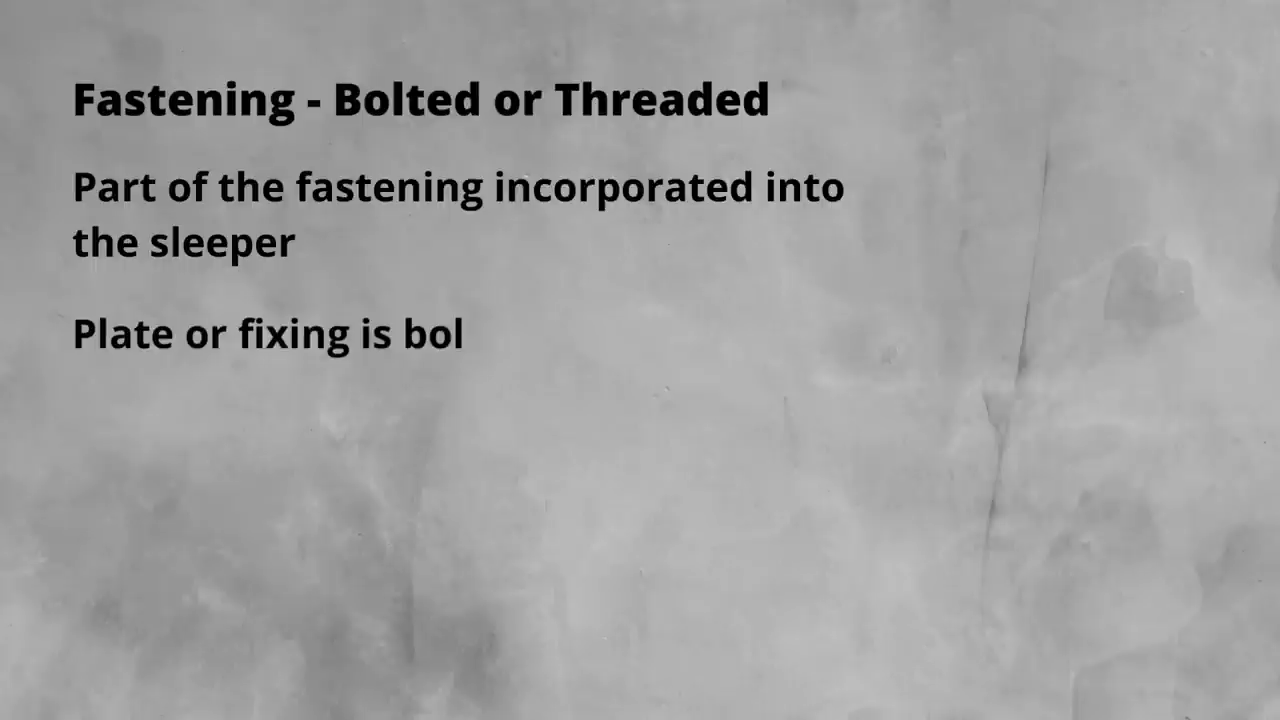 Fastening - Bolted or Threaded
Part of the fastening incorporated into
the sleeper
Plate or fixing is bol